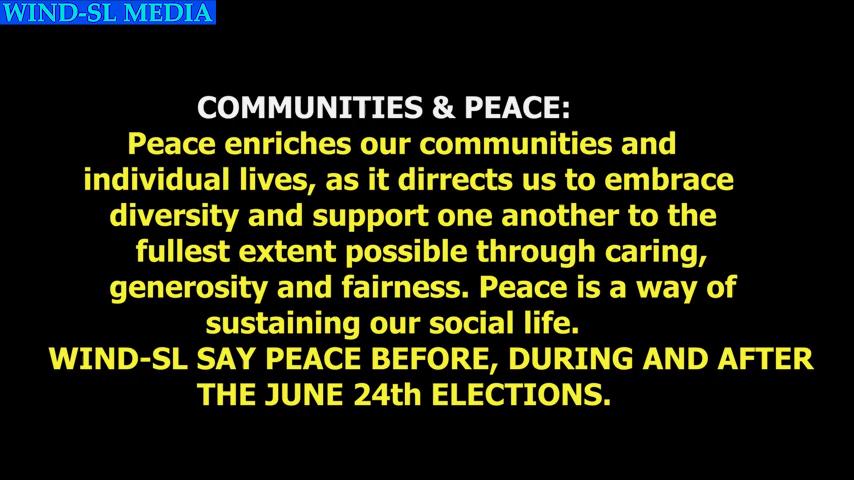 WIND-SL MEDIA
COMMUNITIES & PEACE:
Peace enriches our communities and
individual lives, as it dirrects us to embrace
diversity and support one another to the
fullest extent possible through caring,
generosity and fairness. Peace is a way of
sustaining our social life.
WIND-SL SAY PEACE BEFORE, DURING AND AFTER
THE JUNE 24th ELECTIONS.